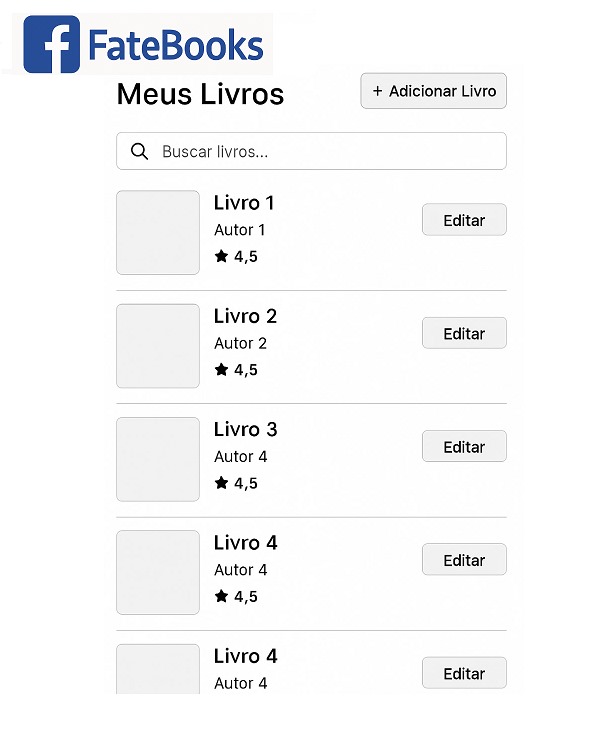 f FateBooks
Meus Livros
+ Adicionar Livro
Buscar livros...
Livro 1
Autor 1
Editar
★ 4,5
Livro 2
Autor 2
Editar
★ 4,5
Livro 3
Autor 4
Editar
★ 4,5
Livro 4
Autor 4
Editar
★ 4,5
Livro 4
Autor 4
Editar